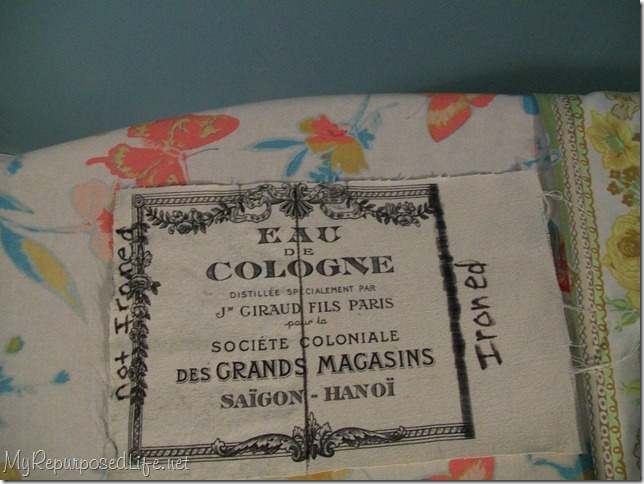 EAU
DE
COLOGNE
DISTILLÉE SPÉCIALEMENT PAR
Jⁿ GIRAUD FILS PARIS
pour la
SOCIÉTÉ COLONIALE
DES GRANDS MAGASINS
SAÏGON - HANOÏ
not Ironed
Ironed
MyRepurposedLife.net